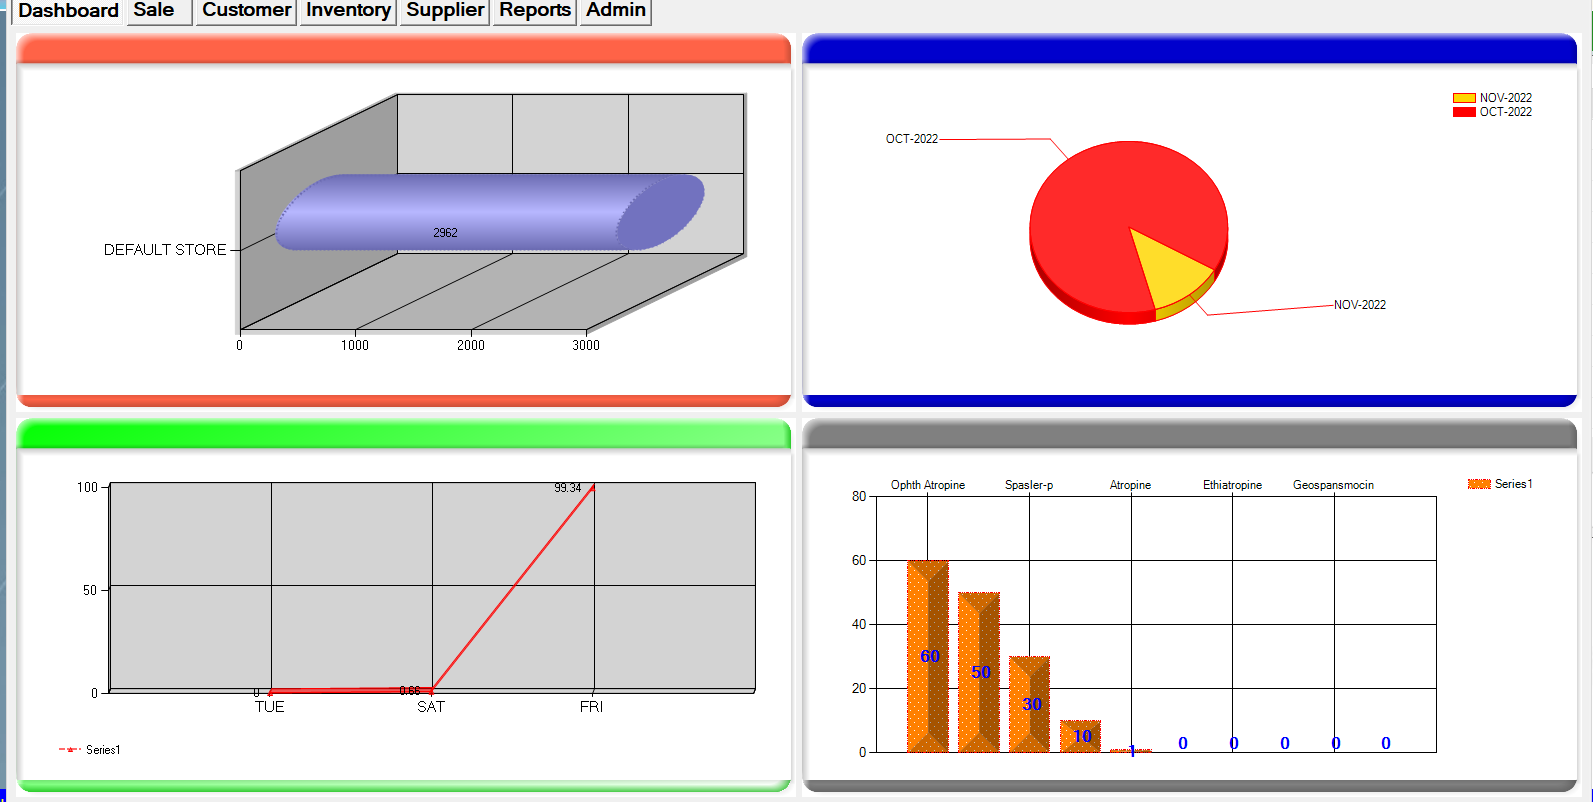 Dashboard Sale Customer Inventory Supplier Reports Admin
2962
DEFAULT STORE
0 1000 2000 3000
NOV-2022
OCT-2022
OCT-2022
NOV-2022
100
99.34
50
0
0 0.66
TUE SAT FRI
Series1
Ophth Atropine Spasler-p Atropine Ethiatropine Geospansmocin
Series1
80
60
40
20
0
60 50 30 10 1 0 0 0 0 0